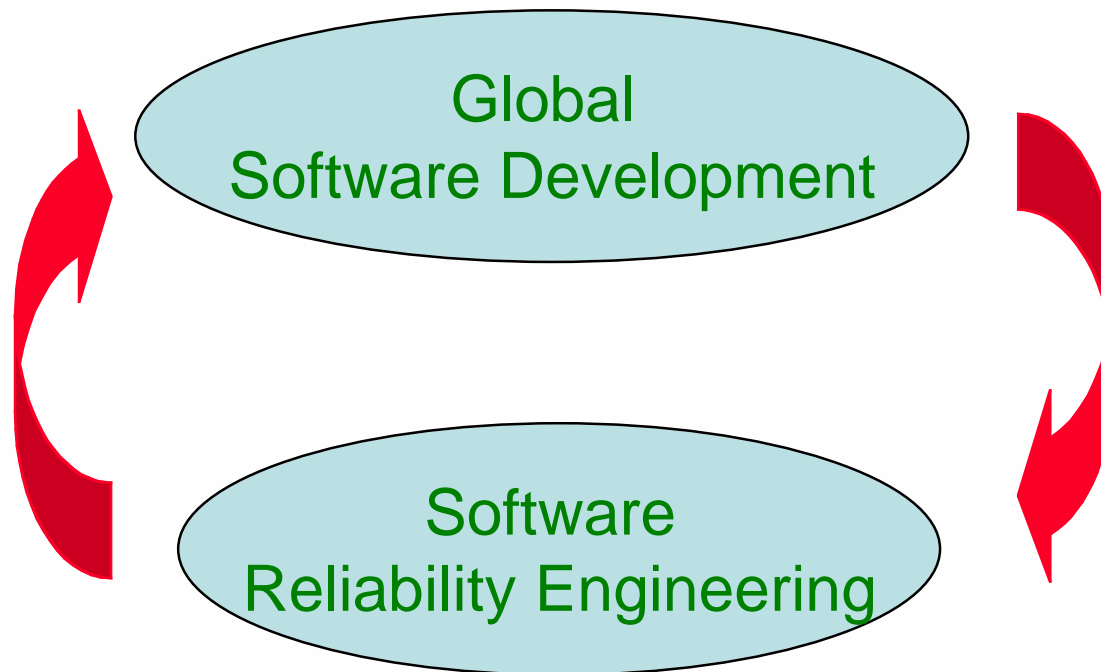 Global
Software Development
Software
Reliability Engineering